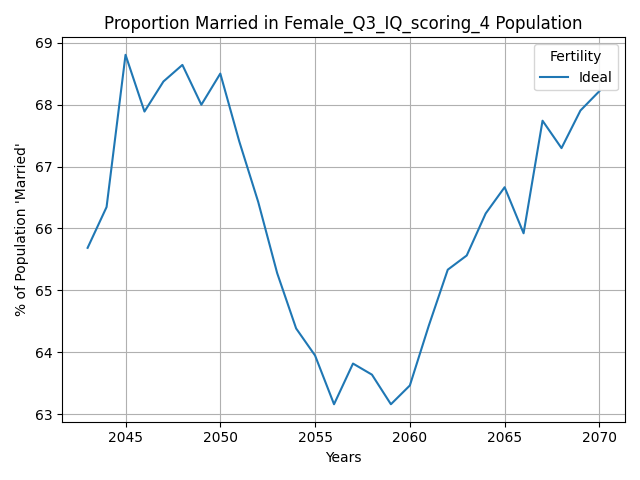 Proportion Married in Female_Q3_IQ_scoring_4 Population
Fertility
Ideal
% of Population 'Married'
69
68
67
66
65
64
63
2045
2050
2055
2060
2065
2070
Years